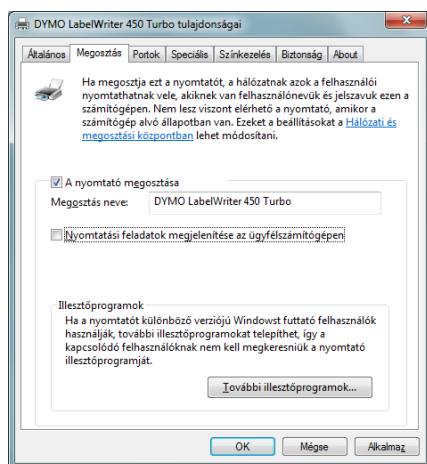 DYMO LabelWriter 450 Turbo tulajdonságai
Általános Megosztás Portok Speciális Színkezelés Biztonság About
Ha megosztja ezt a nyomtatót, a hálózatnak azok a felhasználói
nyomtathatnak vele, akiknek van felhasználónevük és jelszavuk ezen a
számítógépen. Nem lesz viszont elérhető a nyomtató, amikor a
számítógép alvó állapotban van. Ezeket a beállításokat a Hálózati és
megosztási központban lehet módosítani.
A nyomtató megosztása
Megosztás neve: DYMO LabelWriter 450 Turbo
Nyomtatási feladatok megjelenítése az ügyfélszámítógépen
Illesztőprogramok
Ha a nyomtatót különböző verziójú Windowst futtató felhasználók
használják, további illesztőprogramokat telepíthet, így a
kapcsolódó felhasználóknak nem kell megkeresniük a nyomtató
illesztőprogramját.
További illesztőprogramok...
OK Mégse Alkalmaz